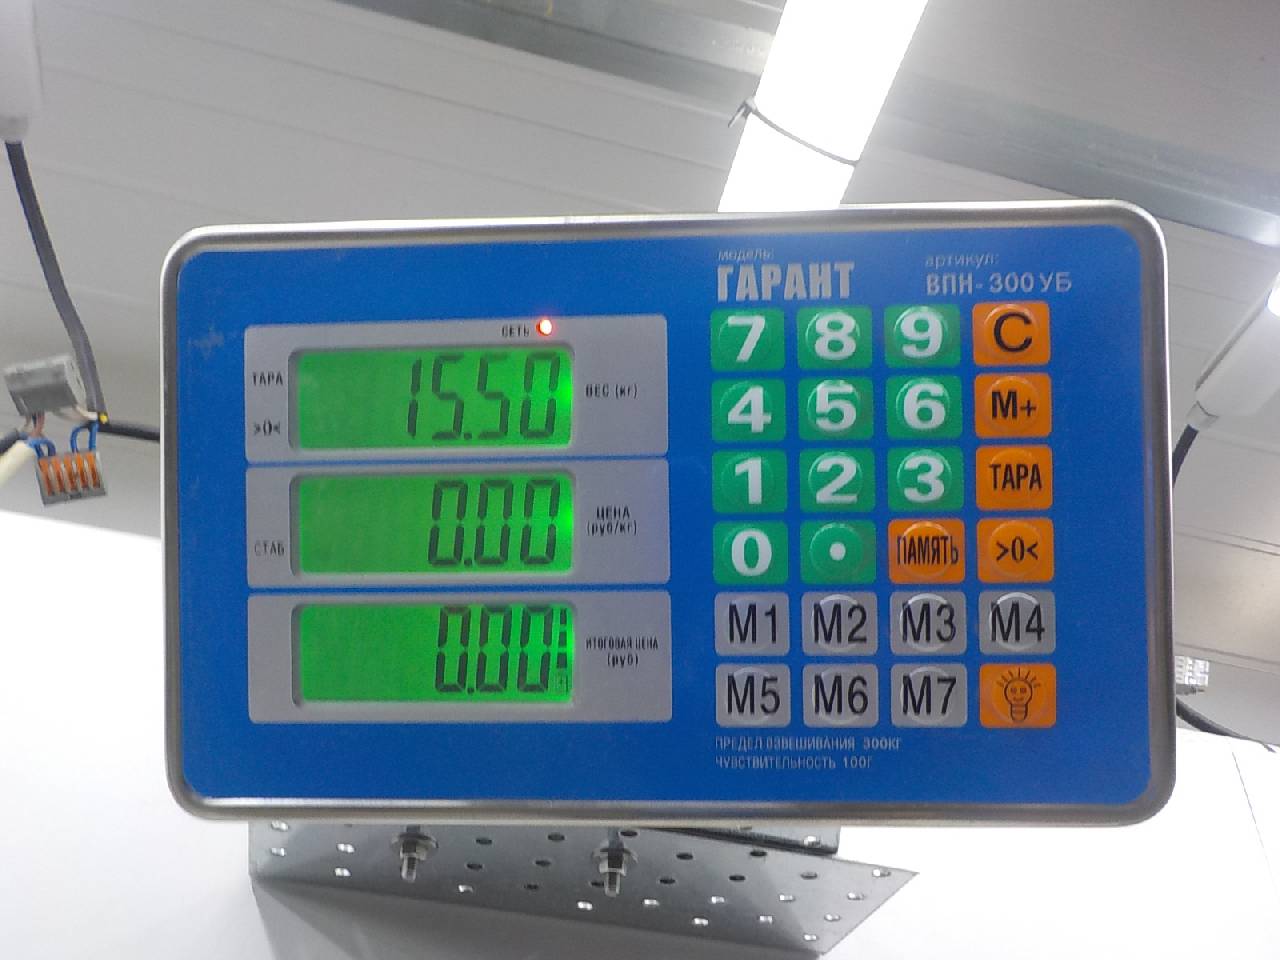 модель:
ГАРАНТ
артикул:
ВПН-300УБ
СЕТЬ
ТАРА
>0<
15.50
ВЕС (кг)
СТАБ
0.00
ЦЕНА
(руб/кг)
0.00
ИТОГОВАЯ ЦЕНА
(руб)
7 8 9 C
4 5 6 M+
1 2 3 ТАРА
0 . ПАМЯТЬ >0<
M1 M2 M3 M4
M5 M6 M7
ПРЕДЕЛ ВЗВЕШИВАНИЯ 300КГ
ЧУВСТВИТЕЛЬНОСТЬ 100Г